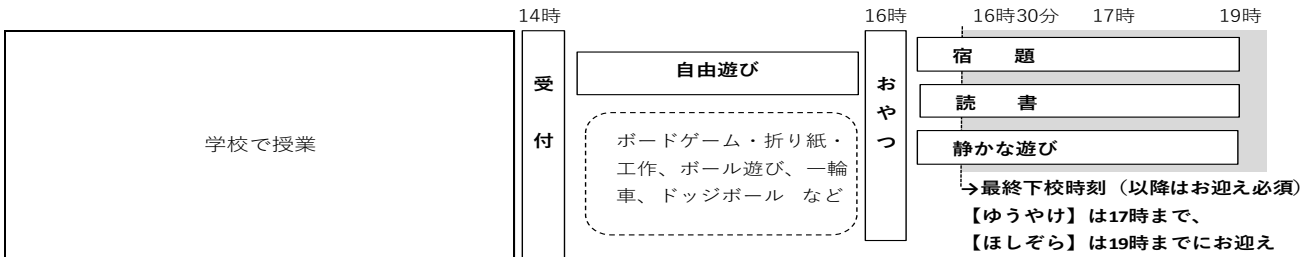 14時
16時
16時30分
17時
19時
学校で授業
受付
自由遊び
ボードゲーム・折り紙・
工作、ボール遊び、一輪
車、ドッジボール など
おやつ
宿 題
読 書
静かな遊び
→最終下校時刻（以降はお迎え必須）
【ゆうやけ】は17時まで、
【ほしぞら】は19時までにお迎え